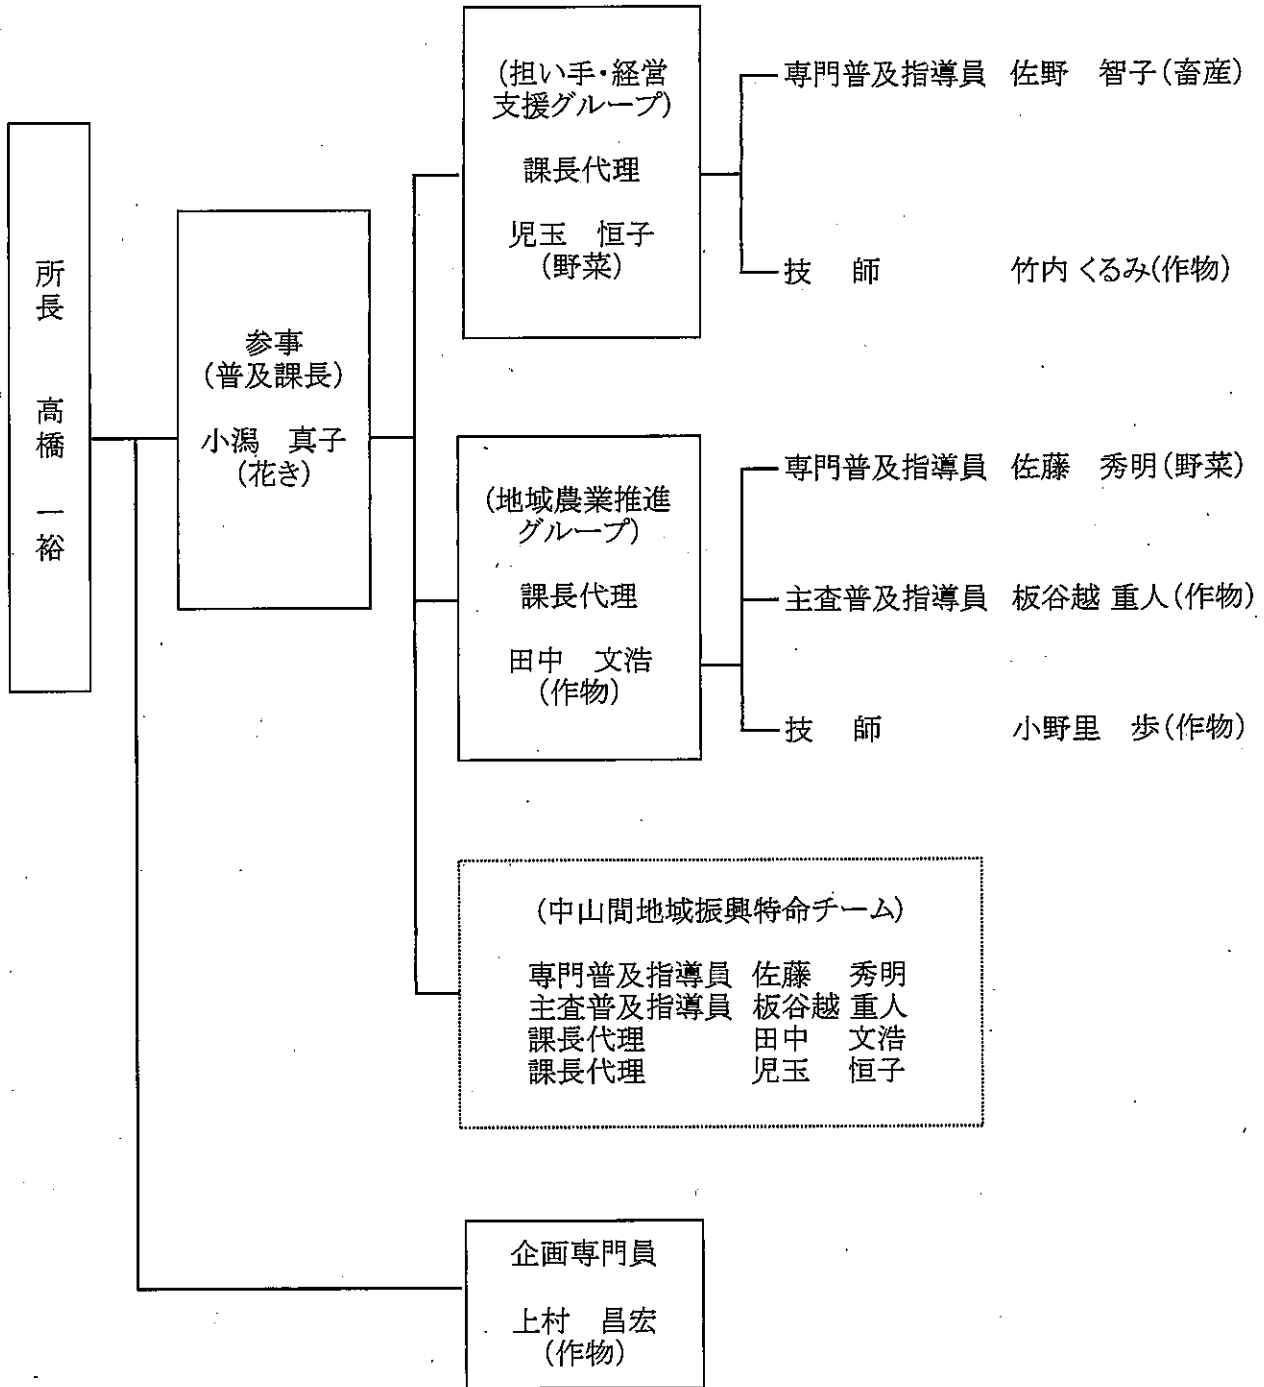 所長　高橋　一裕
参事
(普及課長)
小潟　真子
(花き)
(担い手・経営
支援グループ)
課長代理
児玉　恒子
(野菜)
専門普及指導員　佐野　智子(畜産)
技　師　竹内 くるみ(作物)
(地域農業推進
グループ)
課長代理
田中　文浩
(作物)
専門普及指導員　佐藤　秀明(野菜)
主査普及指導員　板谷越 重人(作物)
技　師　小野里　歩(作物)
(中山間地域振興特命チーム)
専門普及指導員　佐藤　秀明
主査普及指導員　板谷越 重人
課長代理　田中　文浩
課長代理　児玉　恒子
企画専門員
上村　昌宏
(作物)